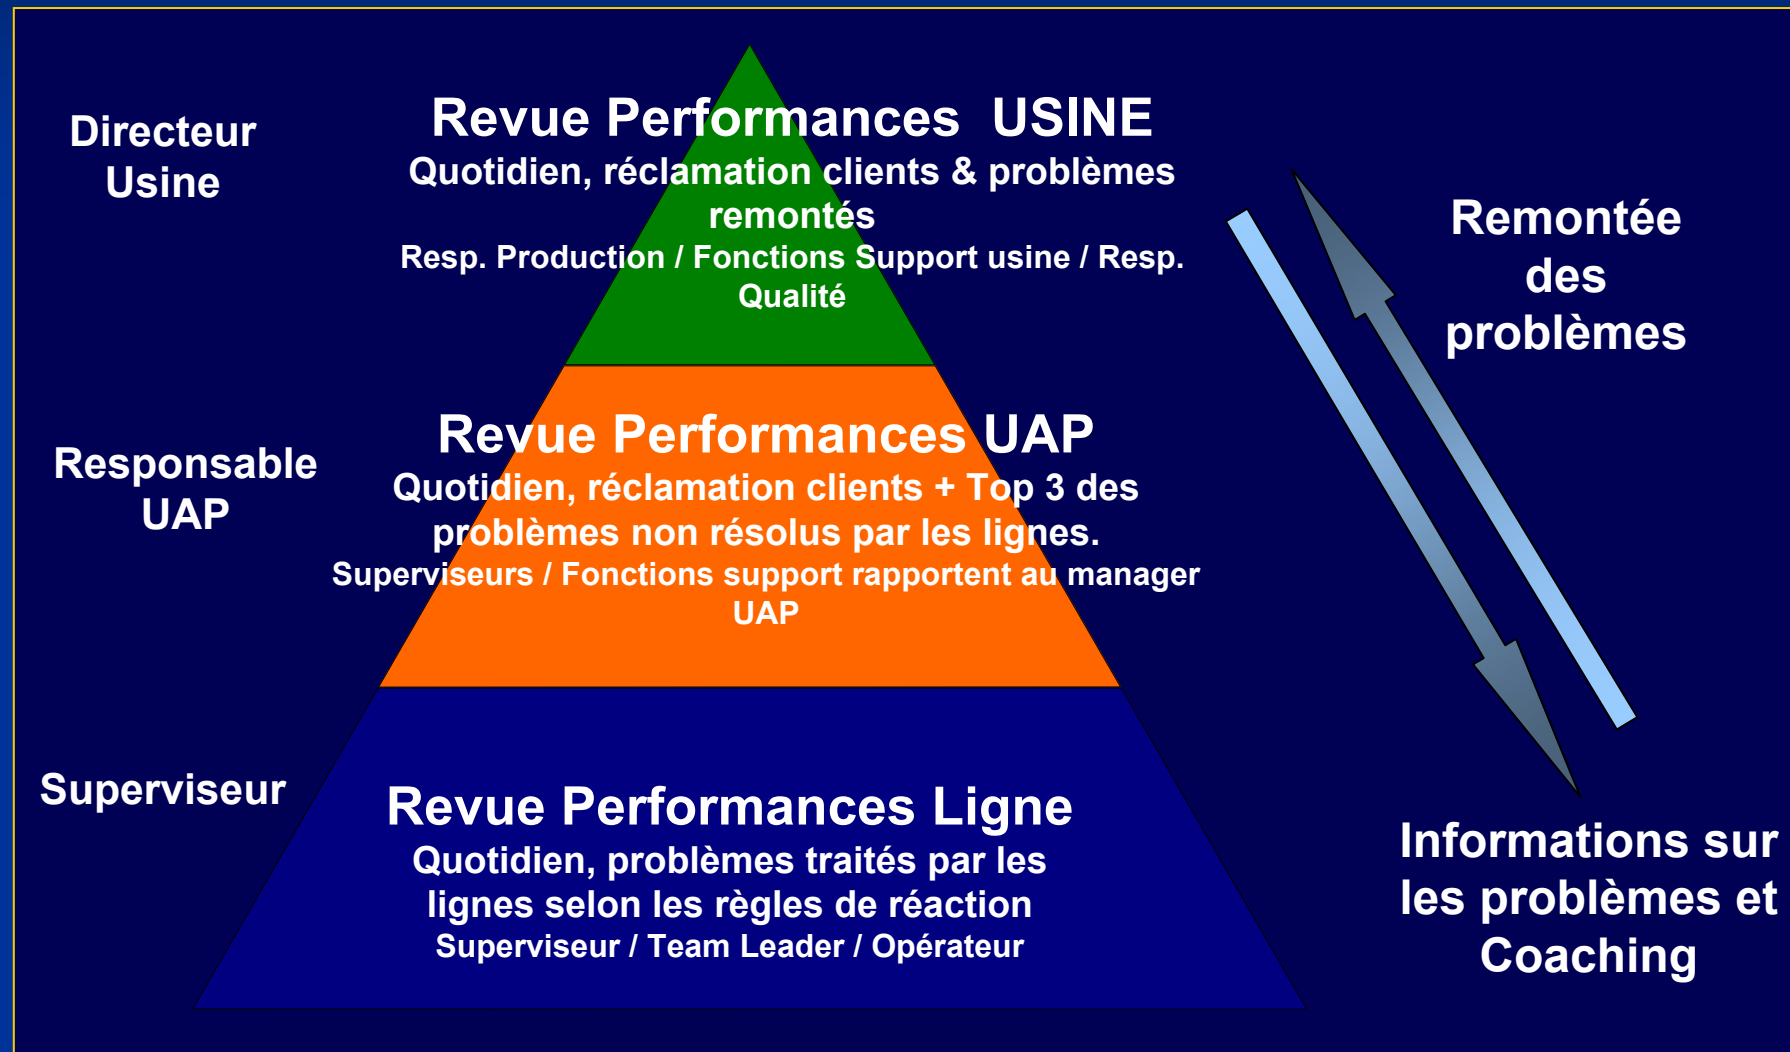 Directeur
Usine
Revue Performances  USINE
Quotidien, réclamation clients & problèmes
remontés
Resp. Production / Fonctions Support usine / Resp.
Qualité
Remontée
des
problèmes
Responsable
UAP
Revue Performances UAP
Quotidien, réclamation clients + Top 3 des
problèmes non résolus par les lignes.
Superviseurs / Fonctions support rapportent au manager
UAP
Superviseur
Revue Performances Ligne
Quotidien, problèmes traités par les
lignes selon les règles de réaction
Superviseur / Team Leader / Opérateur
Informations sur
les problèmes et
Coaching